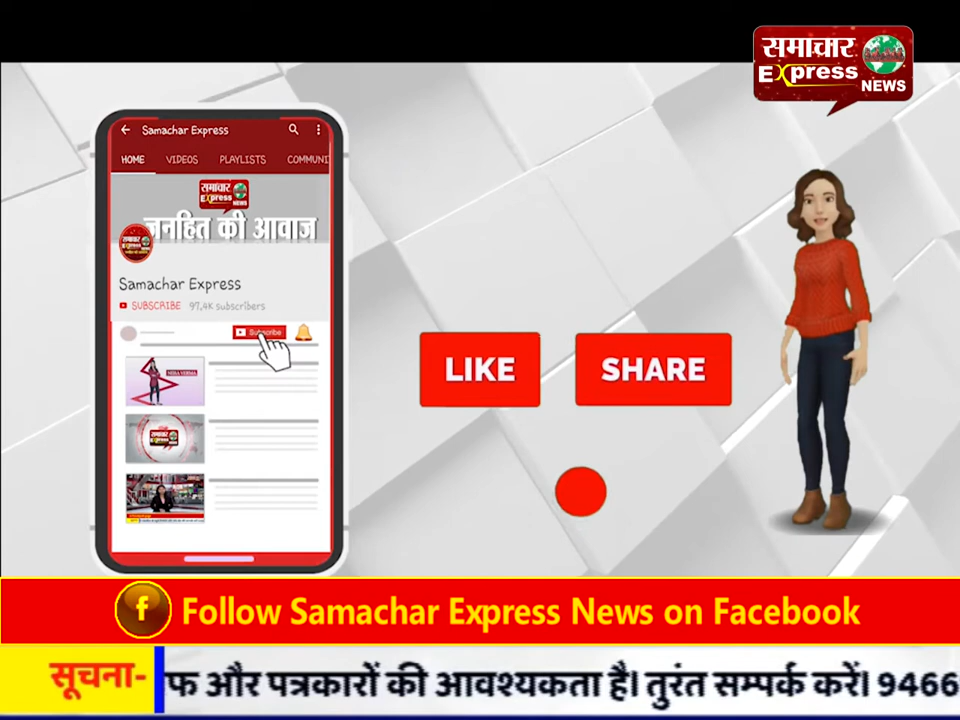 समाचार
Express
NEWS
Samachar Express
HOME VIDEOS PLAYLISTS COMMUNI
समाचार
Express
NEWS
जनहित की आवाज
Samachar Express
SUBSCRIBE 97.4K subscribers
Subscribe
LIKE SHARE
Follow Samachar Express News on Facebook
सूचना- फ और पत्रकारों की आवश्यकता है। तुरंत सम्पर्क करें। 9466